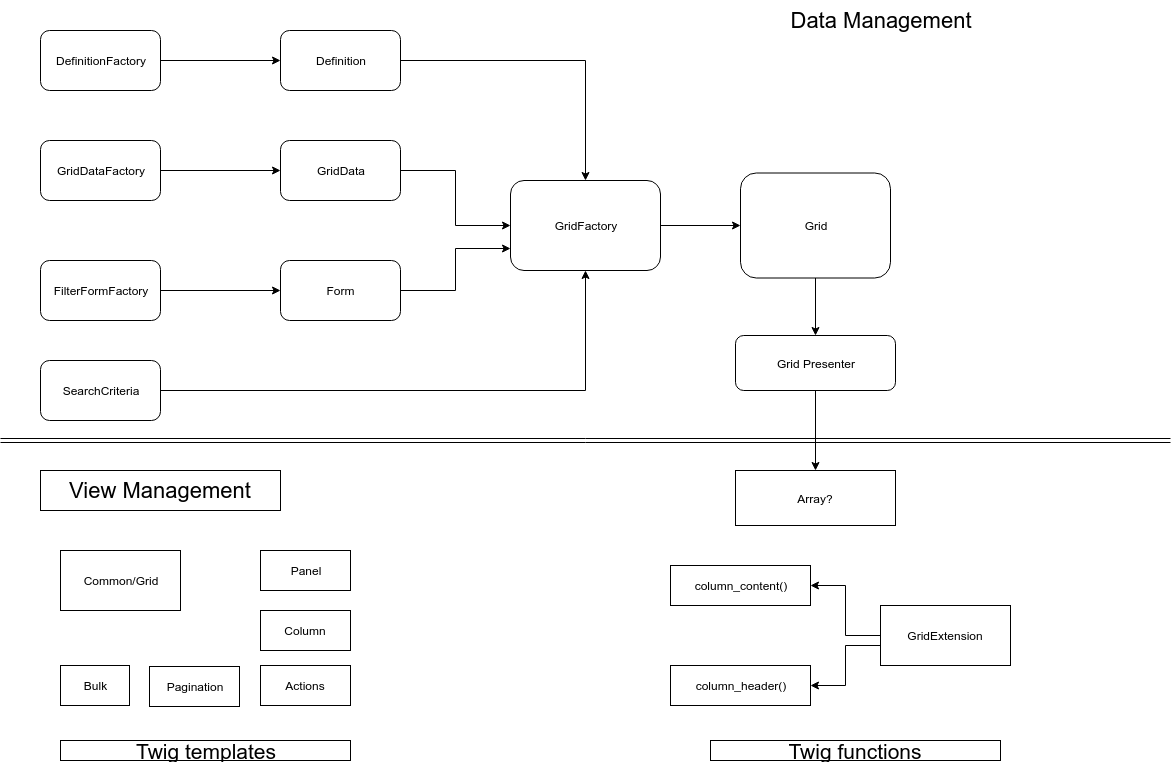 Data Management
DefinitionFactory
Definition
GridDataFactory
GridData
GridFactory
Grid
FilterFormFactory
Form
Grid Presenter
SearchCriteria
View Management
Array?
Common/Grid
Panel
column_content()
Column
GridExtension
Bulk
Pagination
Actions
column_header()
Twig templates
Twig functions